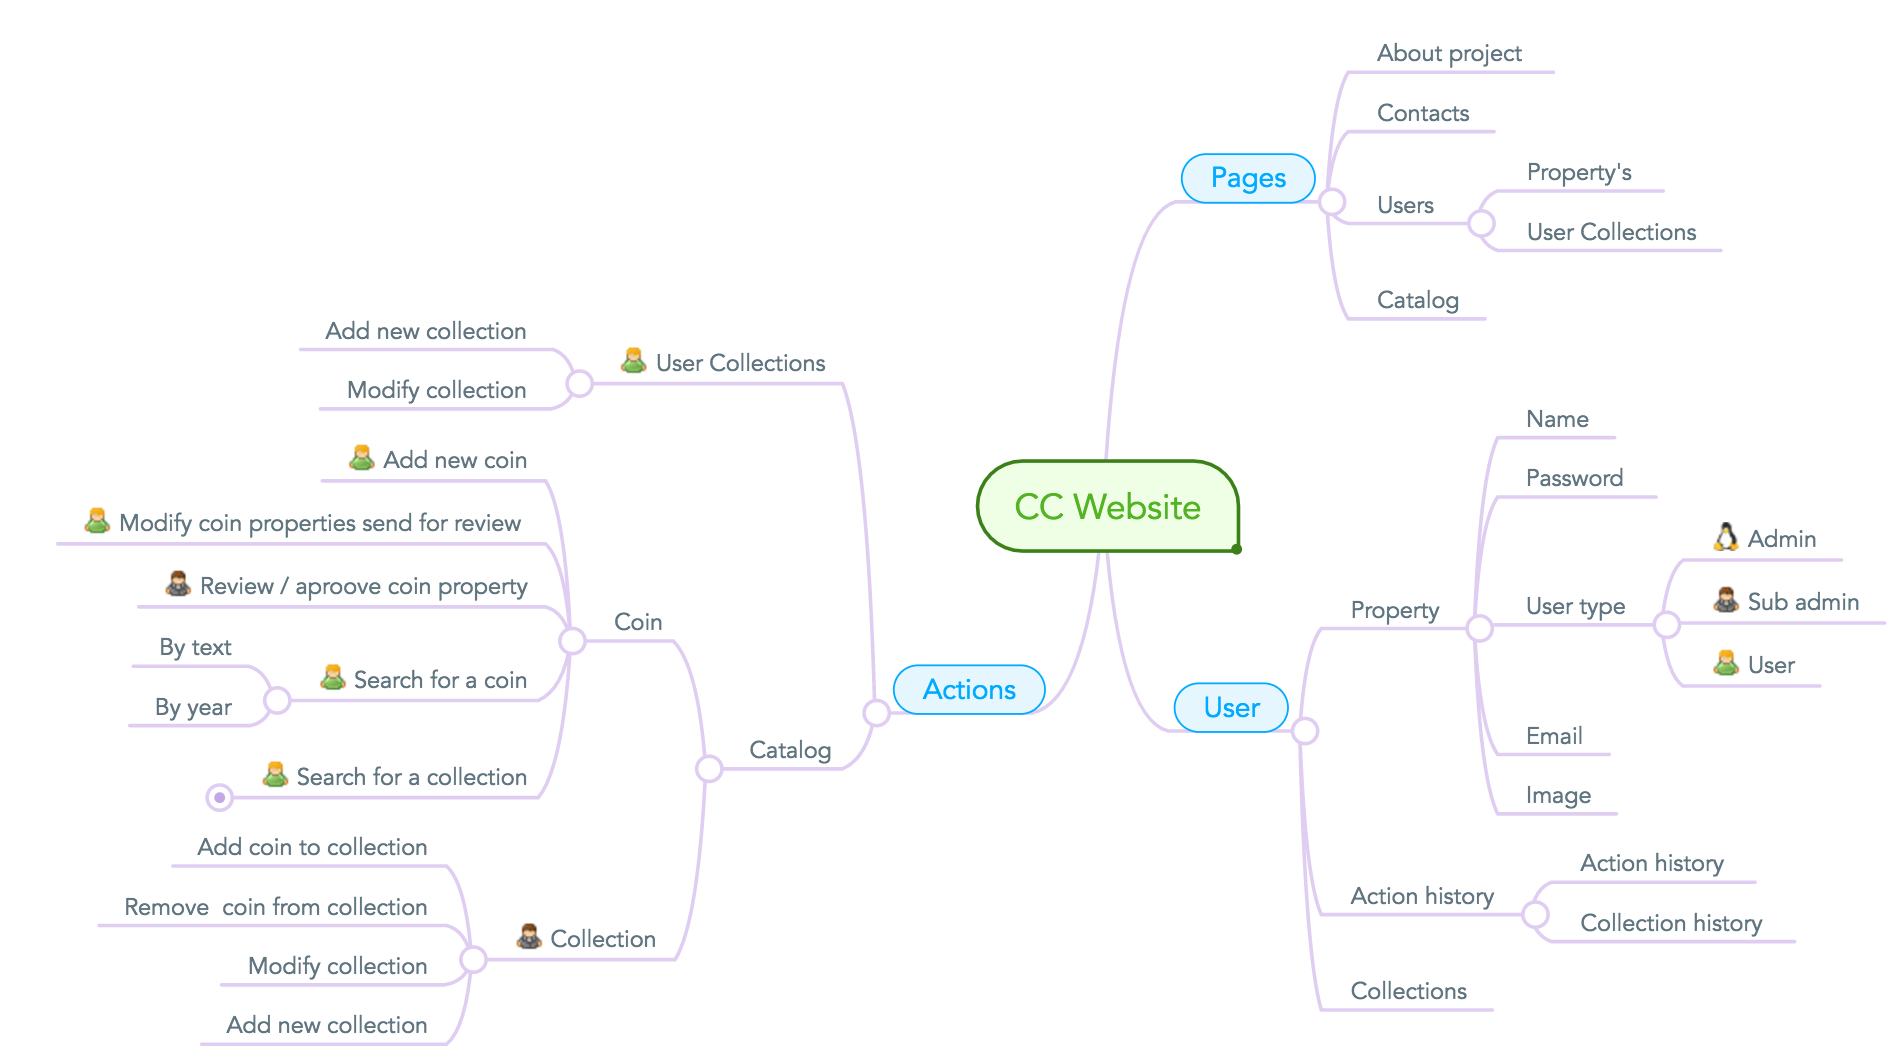 CC Website
Pages
About project
Contacts
Users
Property's
User Collections
Catalog
User
Property
Name
Password
User type
Admin
Sub admin
User
Email
Image
Action history
Action history
Collection history
Collections
Actions
User Collections
Add new collection
Modify collection
Catalog
Coin
Add new coin
Modify coin properties send for review
Review / aproove coin property
Search for a coin
By text
By year
Search for a collection
Collection
Add coin to collection
Remove  coin from collection
Modify collection
Add new collection